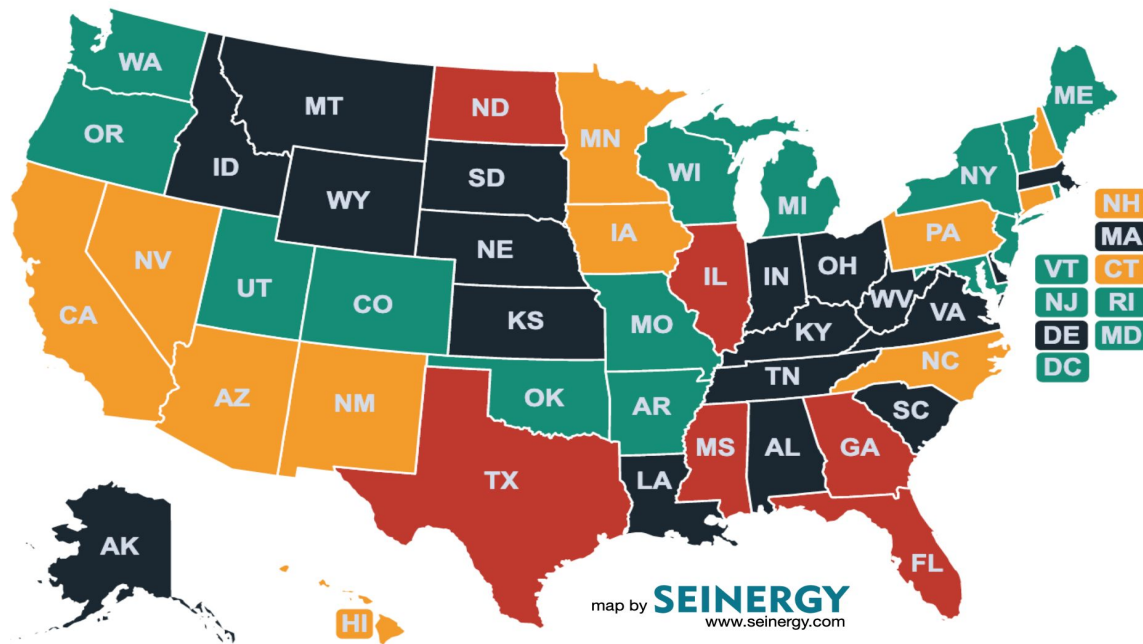 WA
ME
MT
ND
OR
MN
ID
SD
WI
NY
WY
MI
NH
IA
PA
MA
NE
NV
IL
IN
OH
VT
CT
UT
CO
WV
CA
KS
MO
KY
VA
NJ
RI
DE
MD
NC
TN
DC
AZ
NM
OK
AR
SC
MS
AL
GA
TX
LA
AK
FL
HI
map by SEINERGY
www.seinergy.com